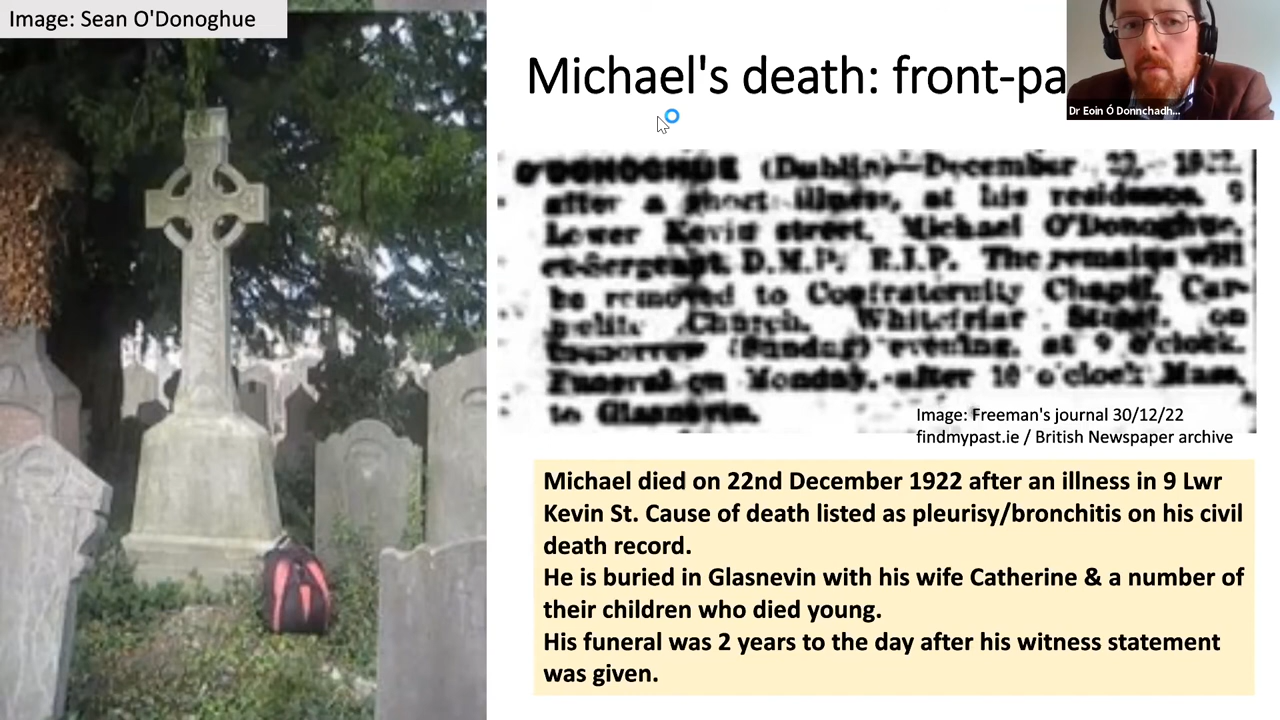 Image: Sean O'Donoghue
Michael's death: front-pa
Dr Eoin Ó Donnchadh...
O'DONOGHUE (Dublin)—December 22, 1922,
after a short illness, at his residence, 9
Lower Kevin street, Michael O'Donoghue,
ex-Sergeant, D.M.P. R.I.P. The remains will
be removed to Confraternity Chapel, Car-
melite Church, Whitefriar Street, on
tomorrow (Sunday) evening, at 9 o'clock.
Funeral on Monday, after 10 o'clock Mass,
to Glasnevin.
Image: Freeman's journal 30/12/22
findmypast.ie / British Newspaper archive
Michael died on 22nd December 1922 after an illness in 9 Lwr
Kevin St. Cause of death listed as pleurisy/bronchitis on his civil
death record.
He is buried in Glasnevin with his wife Catherine & a number of
their children who died young.
His funeral was 2 years to the day after his witness statement
was given.